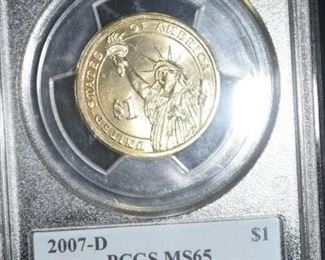 UNITED STATES OF AMERICA
$1
2007-D $1
PCGS MS65